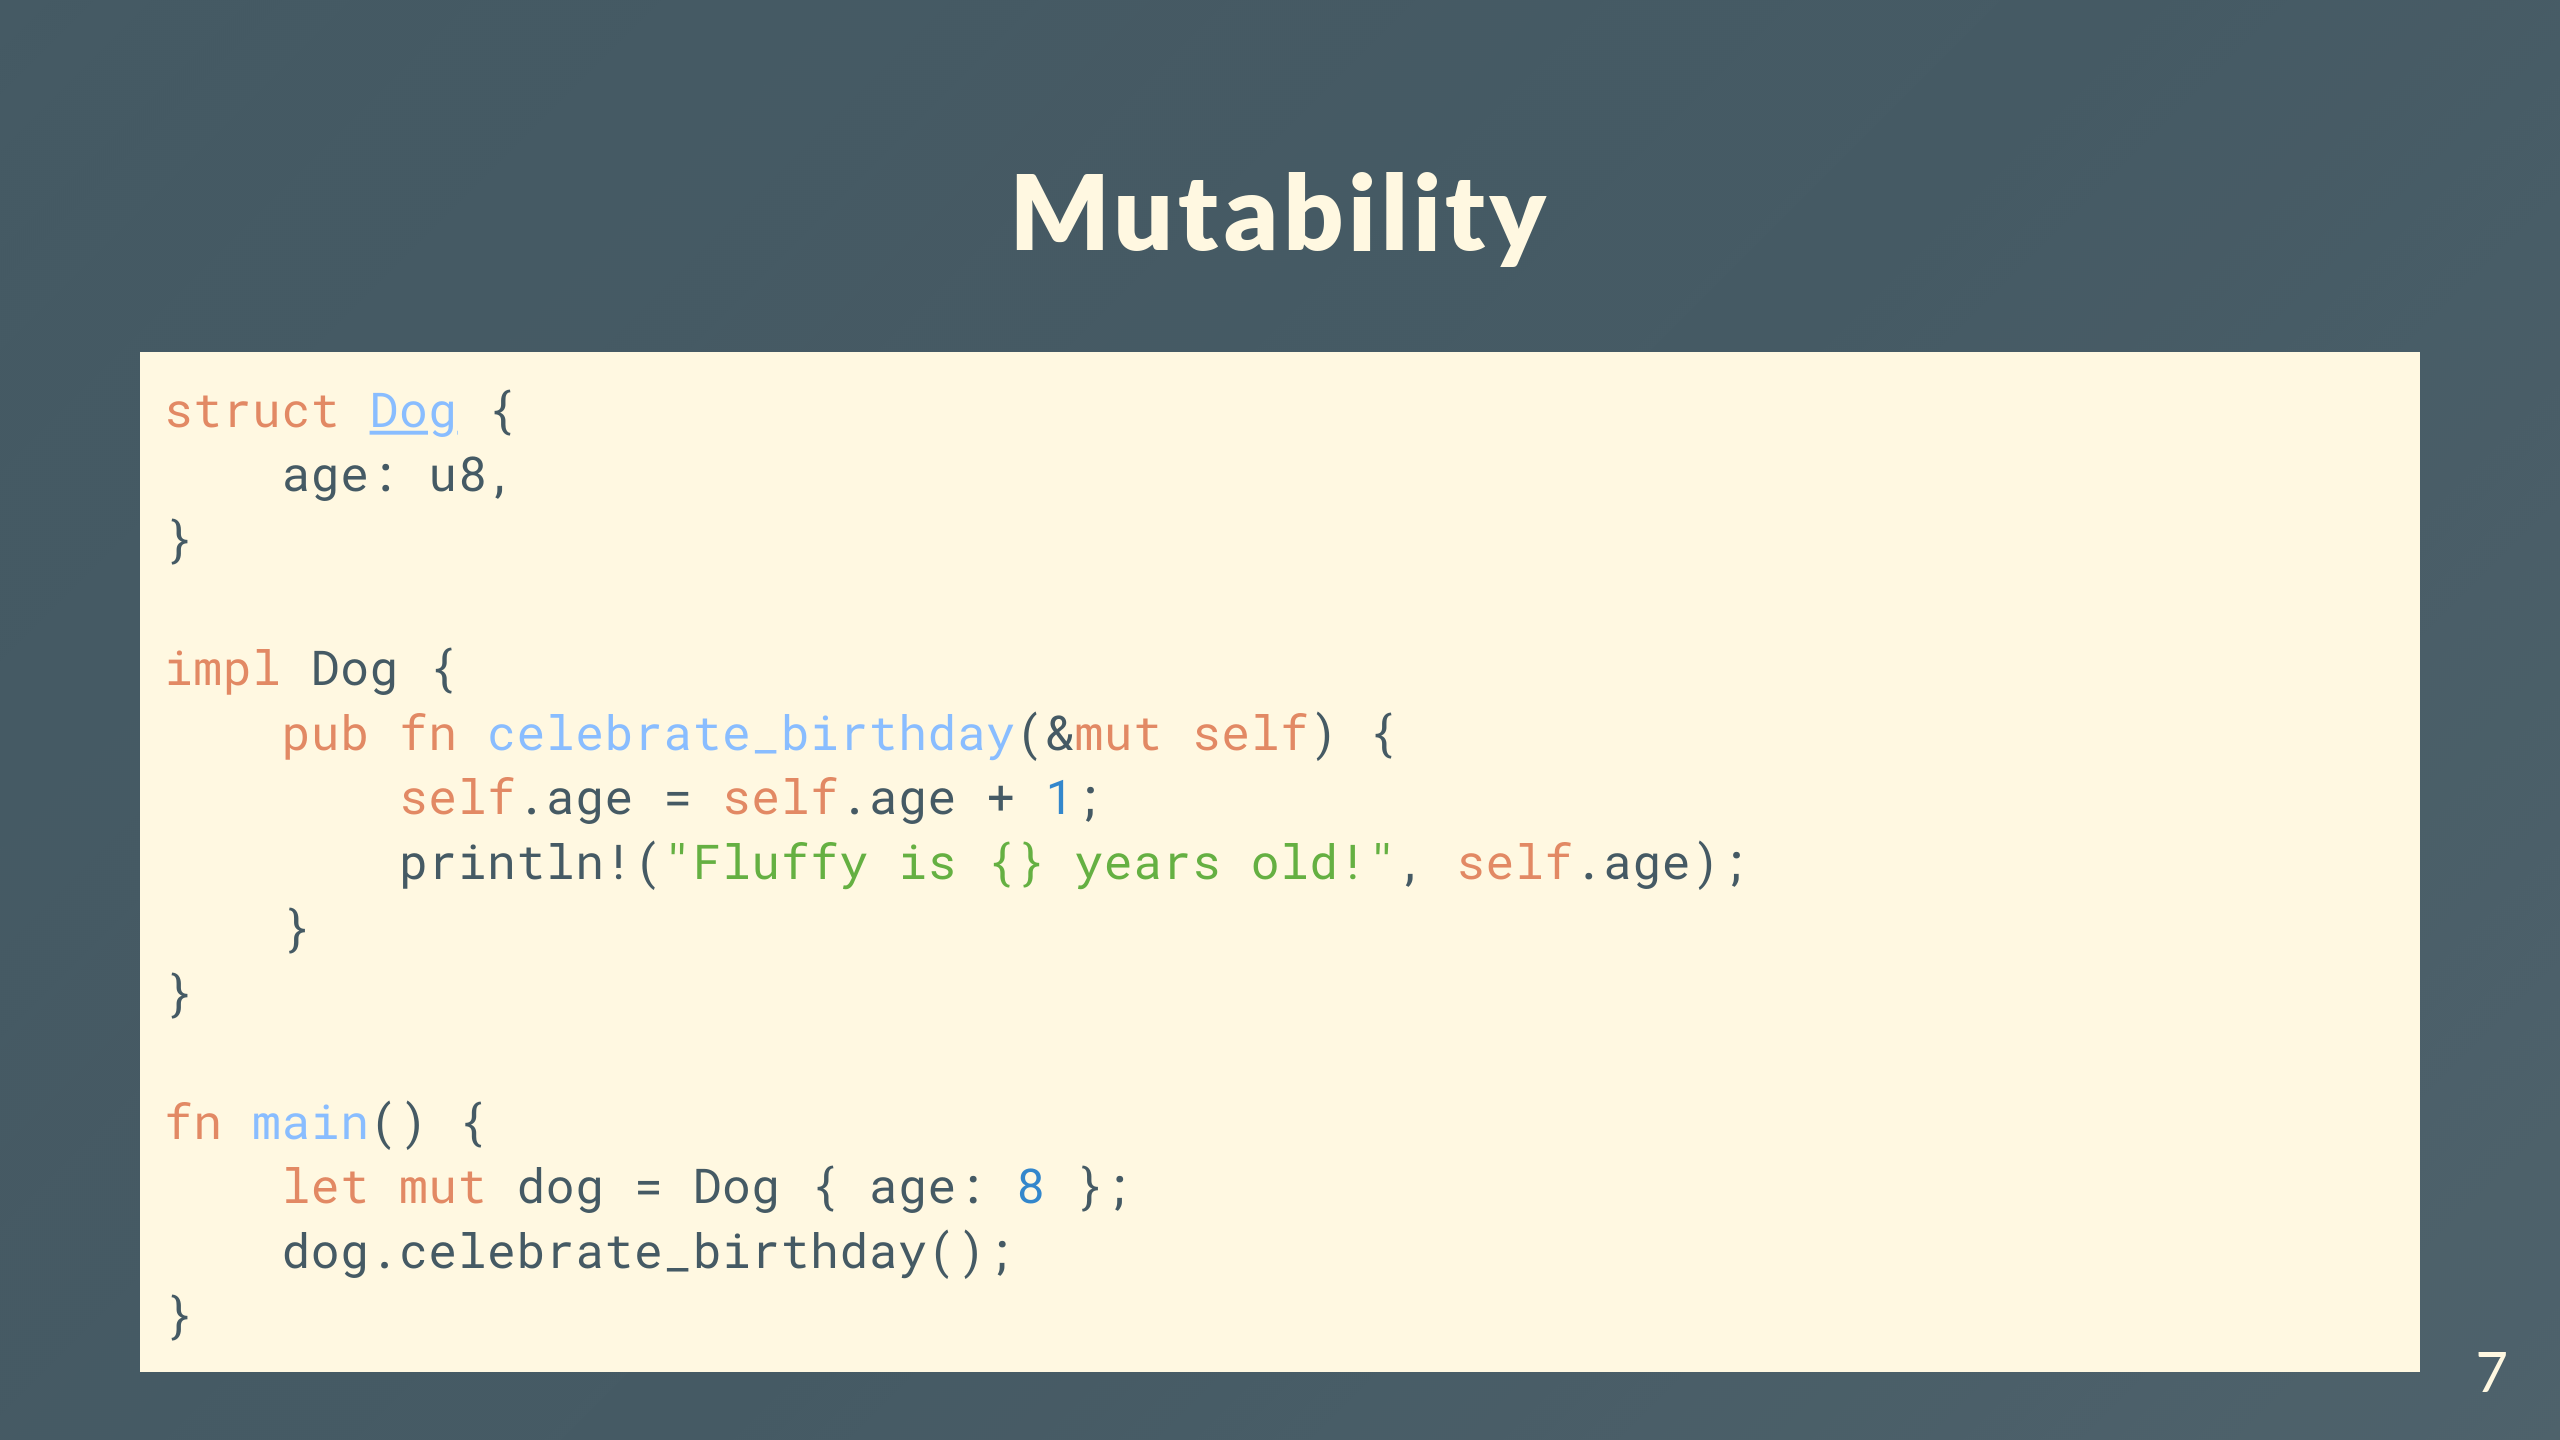 Mutability
struct Dog {
    age: u8,
}
impl Dog {
    pub fn celebrate_birthday(&mut self) {
        self.age = self.age + 1;
        println!("Fluffy is {} years old!", self.age);
    }
}
fn main() {
    let mut dog = Dog { age: 8 };
    dog.celebrate_birthday();
}
7